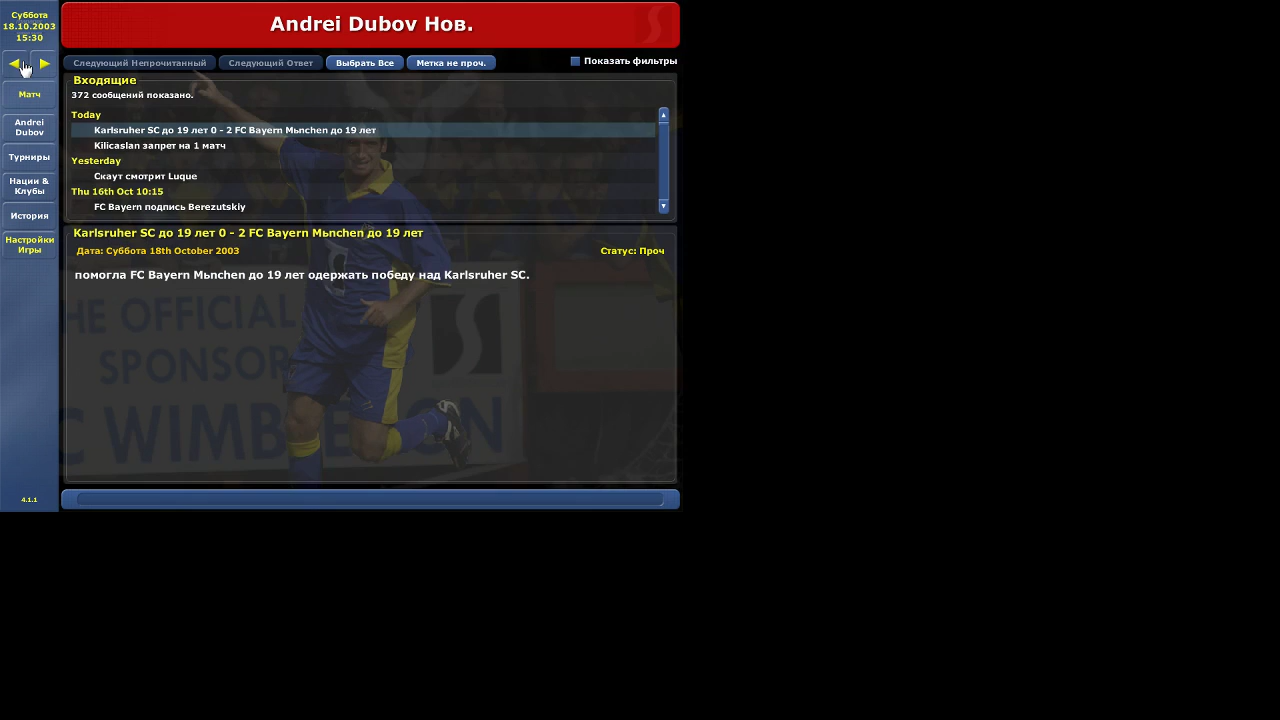 Суббота
18.10.2003
15:30
Матч
Andrei
Dubov
Турниры
Нации &
Клубы
История
Настройки
Игры
4.1.1
Andrei Dubov Нов.
Следующий Непрочитанный
Следующий Ответ
Выбрать Все
Метка не проч.
Показать фильтры
Входящие
372 сообщений показано.
Today
Karlsruher SC до 19 лет 0 - 2 FC Bayern Мьnchen до 19 лет
Kilicaslan запрет на 1 матч
Yesterday
Скаут смотрит Luque
Thu 16th Oct 10:15
FC Bayern подпись Berezutskiy
Karlsruher SC до 19 лет 0 - 2 FC Bayern Мьnchen до 19 лет
Дата: Суббота 18th October 2003
Статус: Проч
помогла FC Bayern Мьnchen до 19 лет одержать победу над Karlsruher SC.
HE OFFICIAL
SPONSOR
C WIMB